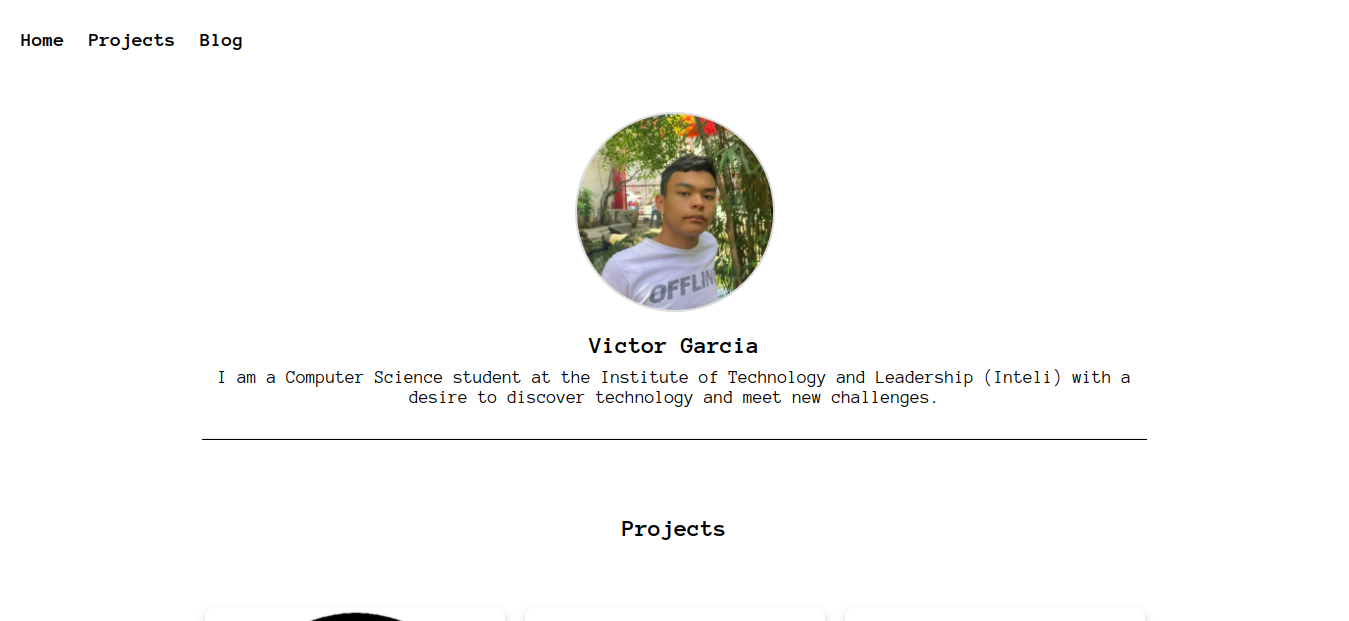 Home Projects Blog
OFFLIN
Victor Garcia
I am a Computer Science student at the Institute of Technology and Leadership (Inteli) with a
desire to discover technology and meet new challenges.
Projects